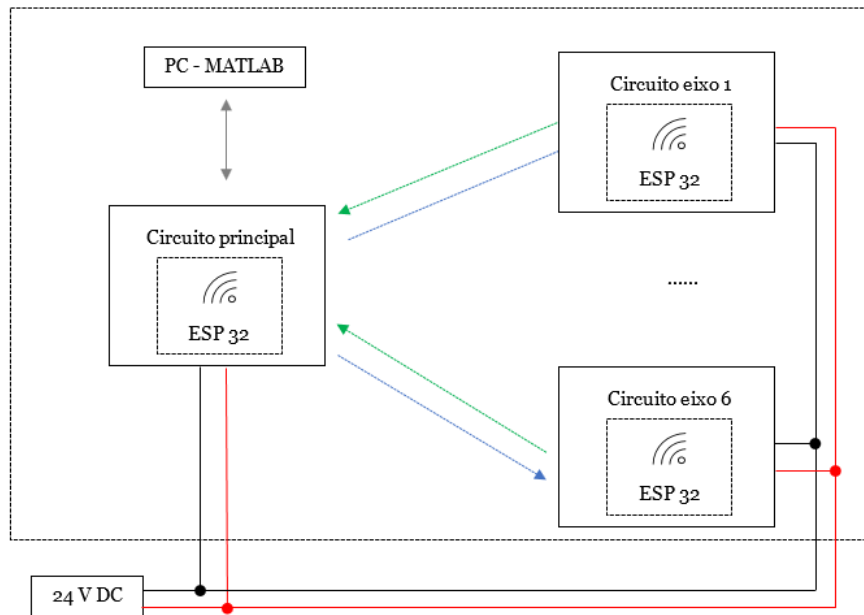 PC - MATLAB
Circuito eixo 1
ESP 32
Circuito principal
ESP 32
......
Circuito eixo 6
ESP 32
24 V DC